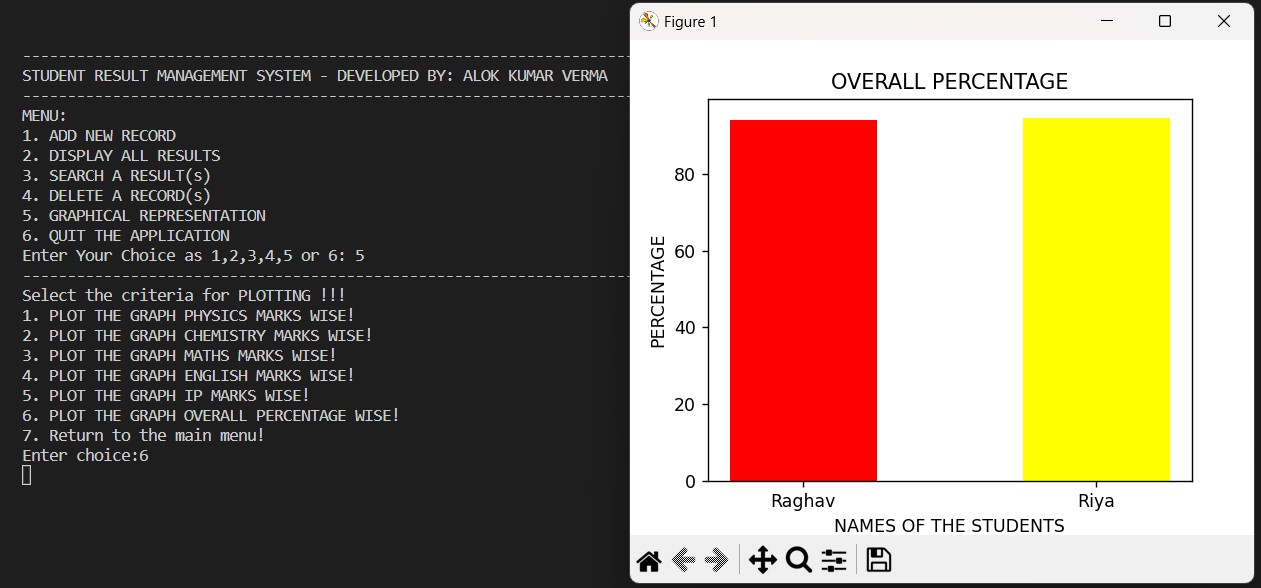 STUDENT RESULT MANAGEMENT SYSTEM - DEVELOPED BY: ALOK KUMAR VERMA
MENU:
1. ADD NEW RECORD
2. DISPLAY ALL RESULTS
3. SEARCH A RESULT(s)
4. DELETE A RECORD(s)
5. GRAPHICAL REPRESENTATION
6. QUIT THE APPLICATION
Enter Your Choice as 1,2,3,4,5 or 6: 5
Select the criteria for PLOTTING !!!
1. PLOT THE GRAPH PHYSICS MARKS WISE!
2. PLOT THE GRAPH CHEMISTRY MARKS WISE!
3. PLOT THE GRAPH MATHS MARKS WISE!
4. PLOT THE GRAPH ENGLISH MARKS WISE!
5. PLOT THE GRAPH IP MARKS WISE!
6. PLOT THE GRAPH OVERALL PERCENTAGE WISE!
7. Return to the main menu!
Enter choice:6
Figure 1
OVERALL PERCENTAGE
PERCENTAGE
80
60
40
20
0
Raghav Riya
NAMES OF THE STUDENTS